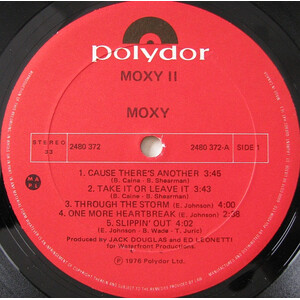 polydor
MOXY II
MOXY
STEREO
33
2480 372
2480 372-A
SIDE 1
1. CAUSE THERE'S ANOTHER 3:45
(B. Caine - B. Shearman)
2. TAKE IT OR LEAVE IT 3:43
(B. Caine - B. Shearman)
3. THROUGH THE STORM (E. Johnson) 4:00
4. ONE MORE HEARTBREAK (E. Johnson) 2:38
5. SLIPPIN' OUT 4:02
(B. Johnson - B. Wade - T. Juric)
Produced by JACK DOUGLAS and ED LEONETTI
for Waterfront Productions
℗ 1976 Polydor Ltd.